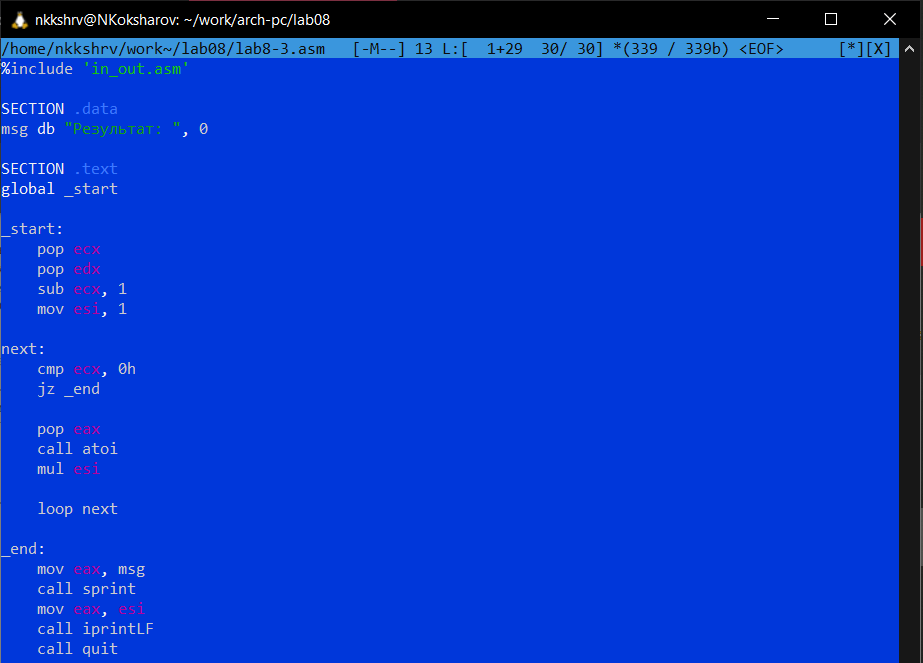 nkkshrv@NKoksharov: ~/work/arch-pc/lab08
/home/nkkshrv/work~/lab08/lab8-3.asm   [-M--] 13 L:[  1+29  30/ 30] *(339 / 339b) <EOF>      [*][X]
%include 'in_out.asm'

SECTION .data
msg db "Результат: ", 0

SECTION .text
global _start

_start:
    pop ecx
    pop edx
    sub ecx, 1
    mov esi, 1

next:
    cmp ecx, 0h
    jz _end

    pop eax
    call atoi
    mul esi

    loop next

_end:
    mov eax, msg
    call sprint
    mov eax, esi
    call iprintLF
    call quit